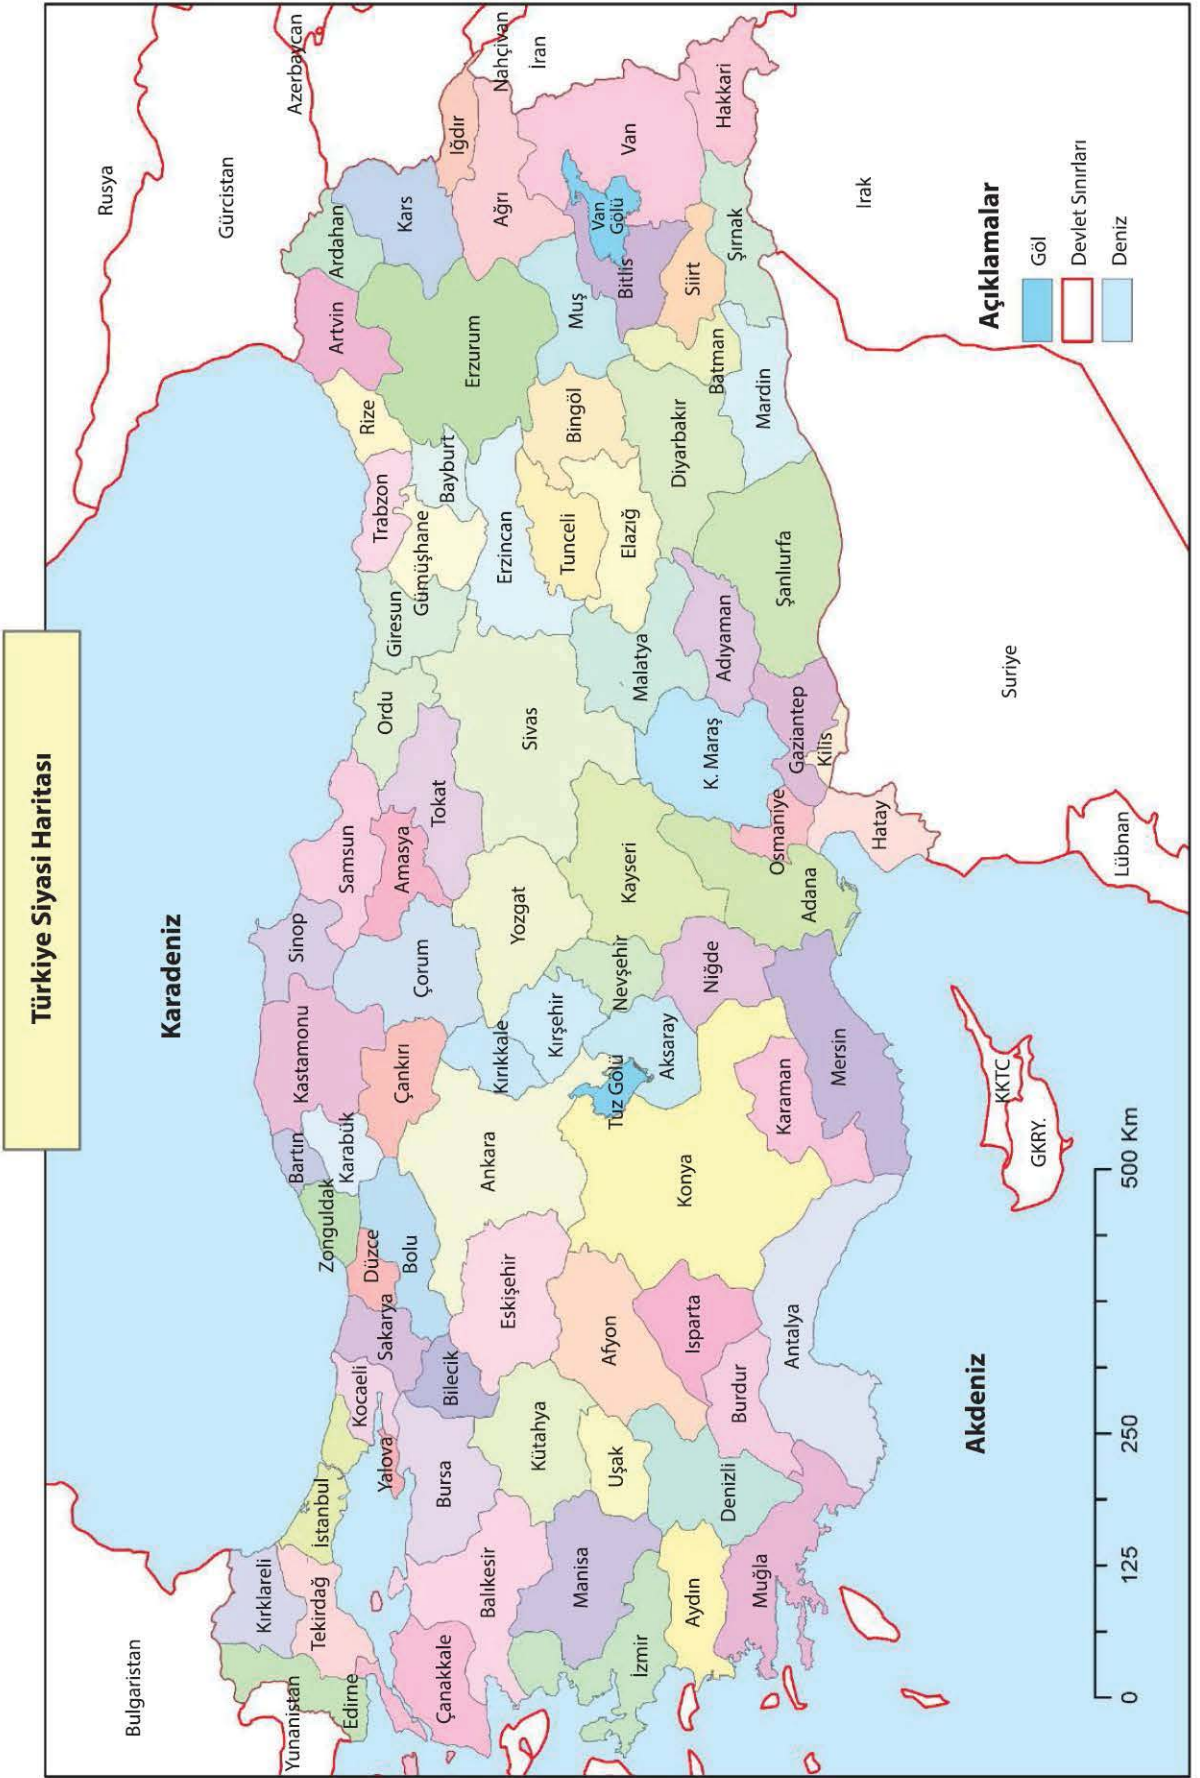 Türkiye Siyasi Haritası
Bulgaristan
Yunanistan
Karadeniz
Rusya
Gürcistan
Azerbaycan
Nahçivan
İran
Irak
Suriye
Lübnan
Akdeniz
KKTC
GKRY.
Kırklareli
Edirne
Tekirdağ
İstanbul
Çanakkale
Balıkesir
Bursa
Yalova
Kocaeli
Sakarya
Düzce
Bolu
Bilecik
Zonguldak
Bartın
Karabük
Kastamonu
Çankırı
Sinop
Samsun
Çorum
Amasya
Tokat
Ordu
Giresun
Gümüşhane
Trabzon
Bayburt
Rize
Artvin
Ardahan
Kars
Iğdır
Ağrı
Erzurum
Erzincan
Sivas
Yozgat
Kırıkkale
Kırşehir
Ankara
Eskişehir
Kütahya
Manisa
İzmir
Uşak
Afyon
Aydın
Denizli
Muğla
Burdur
Isparta
Antalya
Konya
Tuz Gölü
Aksaray
Nevşehir
Niğde
Karaman
Mersin
Kayseri
Adana
Osmaniye
Hatay
K. Maraş
Gaziantep
Kilis
Malatya
Adıyaman
Şanlıurfa
Elazığ
Tunceli
Bingöl
Diyarbakır
Mardin
Batman
Muş
Bitlis
Siirt
Şırnak
Van
Gölü
Van
Hakkari
0 125 250 500 Km
Açıklamalar
Göl
Devlet Sınırları
Deniz